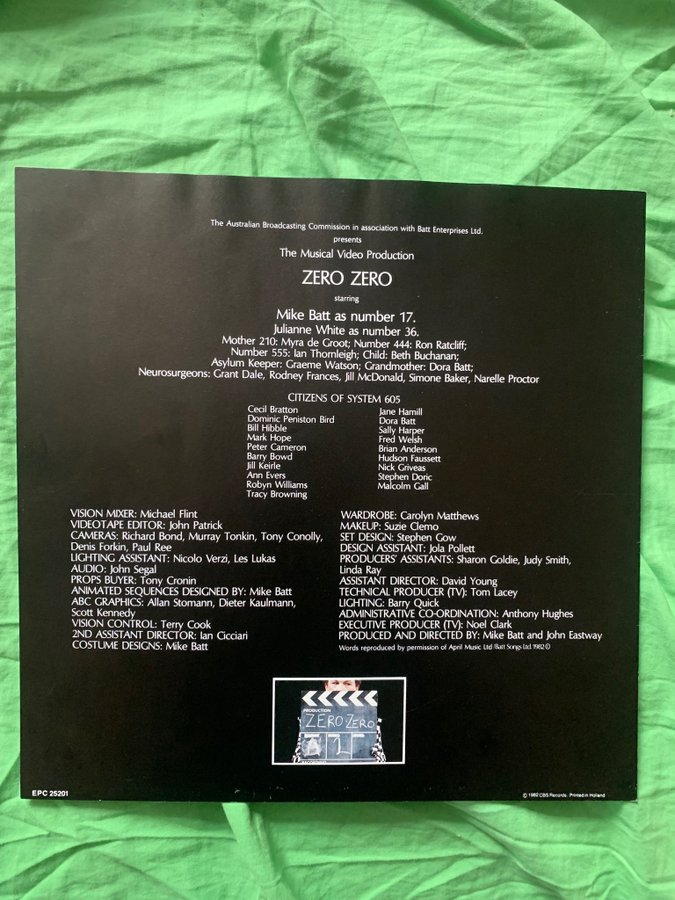 The Australian Broadcasting Commission in association with Batt Enterprises Ltd.
presents
The Musical Video Production
ZERO ZERO
starring
Mike Batt as number 17.
Julianne White as number 36.
Mother 210: Myra de Groot; Number 444: Ron Ratcliff;
Number 555: Ian Thornleigh; Child: Beth Buchanan;
Asylum Keeper: Graeme Watson; Grandmother: Dora Batt;
Neurosurgeons: Grant Dale, Rodney Frances, Jill McDonald, Simone Baker, Narelle Proctor
CITIZENS OF SYSTEM 605
Cecil Bratton
Dominic Peniston Bird
Bill Hibble
Mark Hope
Peter Cameron
Barry Bowd
Jill Keirle
Ann Evers
Robyn Williams
Tracy Browning
Jane Hamill
Dora Batt
Sally Harper
Fred Welsh
Brian Anderson
Hudson Faussett
Nick Griveas
Stephen Doric
Malcolm Gall
VISION MIXER: Michael Flint
VIDEOTAPE EDITOR: John Patrick
CAMERAS: Richard Bond, Murray Tonkin, Tony Conolly,
Denis Forkin, Paul Ree
LIGHTING ASSISTANT: Nicolo Verzi, Les Lukas
AUDIO: John Segal
PROPS BUYER: Tony Cronin
ANIMATED SEQUENCES DESIGNED BY: Mike Batt
ABC GRAPHICS: Allan Stomann, Dieter Kaulmann,
Scott Kennedy
VISION CONTROL: Terry Cook
2ND ASSISTANT DIRECTOR: Ian Cicciari
COSTUME DESIGNS: Mike Batt
WARDROBE: Carolyn Matthews
MAKEUP: Suzie Clemo
SET DESIGN: Stephen Gow
DESIGN ASSISTANT: Jola Pollett
PRODUCERS' ASSISTANTS: Sharon Goldie, Judy Smith,
Linda Ray
ASSISTANT DIRECTOR: David Young
TECHNICAL PRODUCER (TV): Tom Lacey
LIGHTING: Barry Quick
ADMINISTRATIVE CO-ORDINATION: Anthony Hughes
EXECUTIVE PRODUCER (TV): Noel Clark
PRODUCED AND DIRECTED BY: Mike Batt and John Eastway
Words reproduced by permission of April Music Ltd/Batt Songs Ltd. 1982 ©
PRODUCTION
ZERO ZERO
EPC 25201
© 1982 CBS Records. Printed in Holland